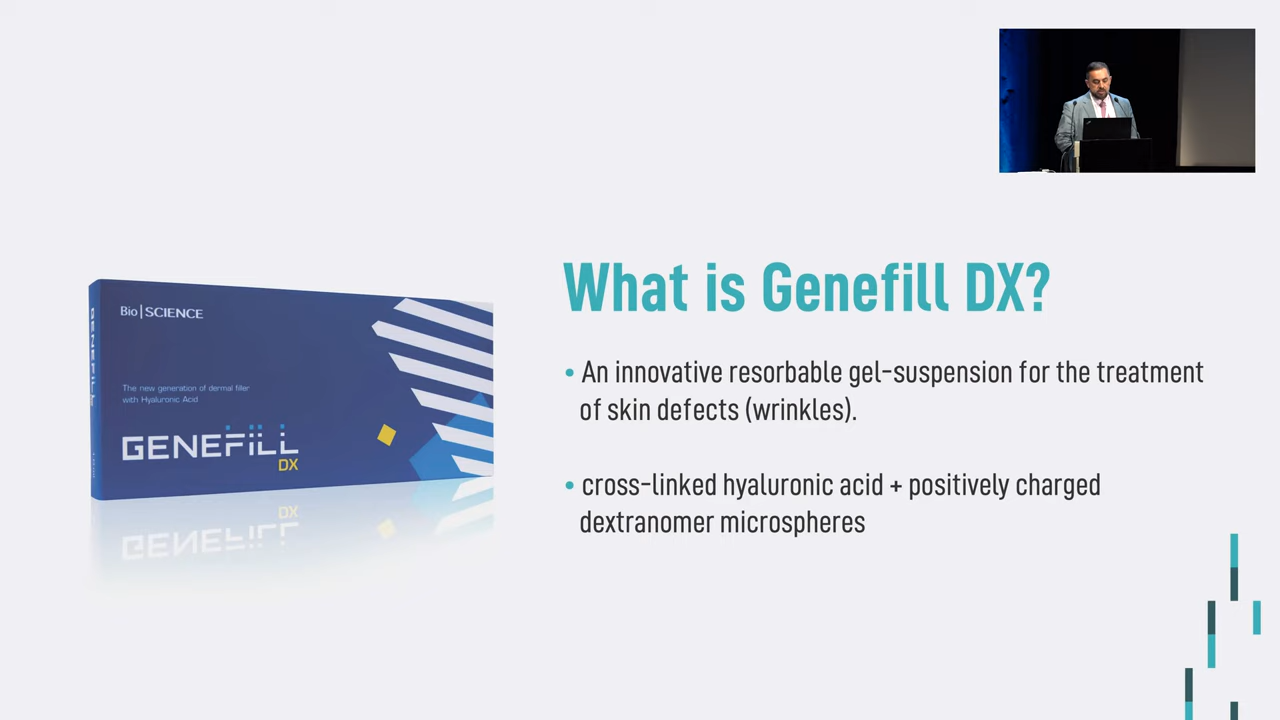 What is Genefill DX?
• An innovative resorbable gel-suspension for the treatment
of skin defects (wrinkles).
• cross-linked hyaluronic acid + positively charged
dextranomer microspheres
Bio|SCIENCE
The new generation of dermal filler
with Hyaluronic Acid
GENEFILL
DX